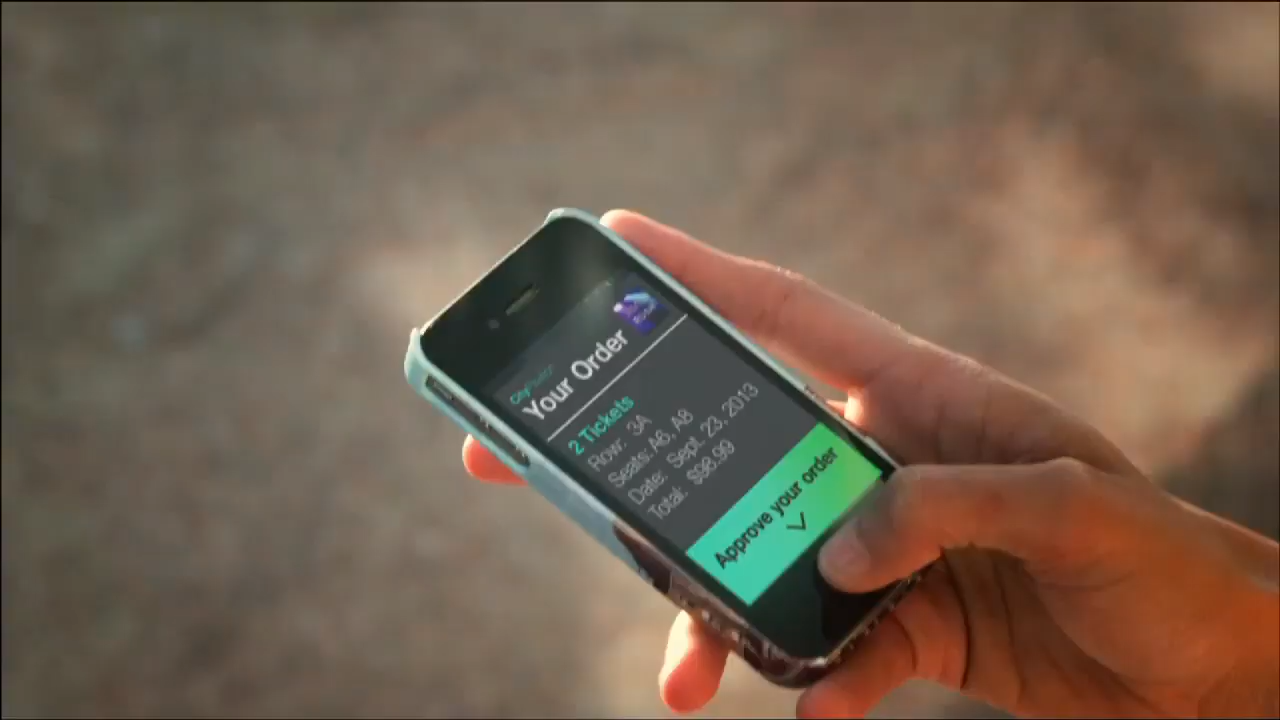 Your Order
2 Tickets
Row: 3A
Seats: A6, A8
Date: Sept. 23, 2013
Total: $98.99
Approve your order